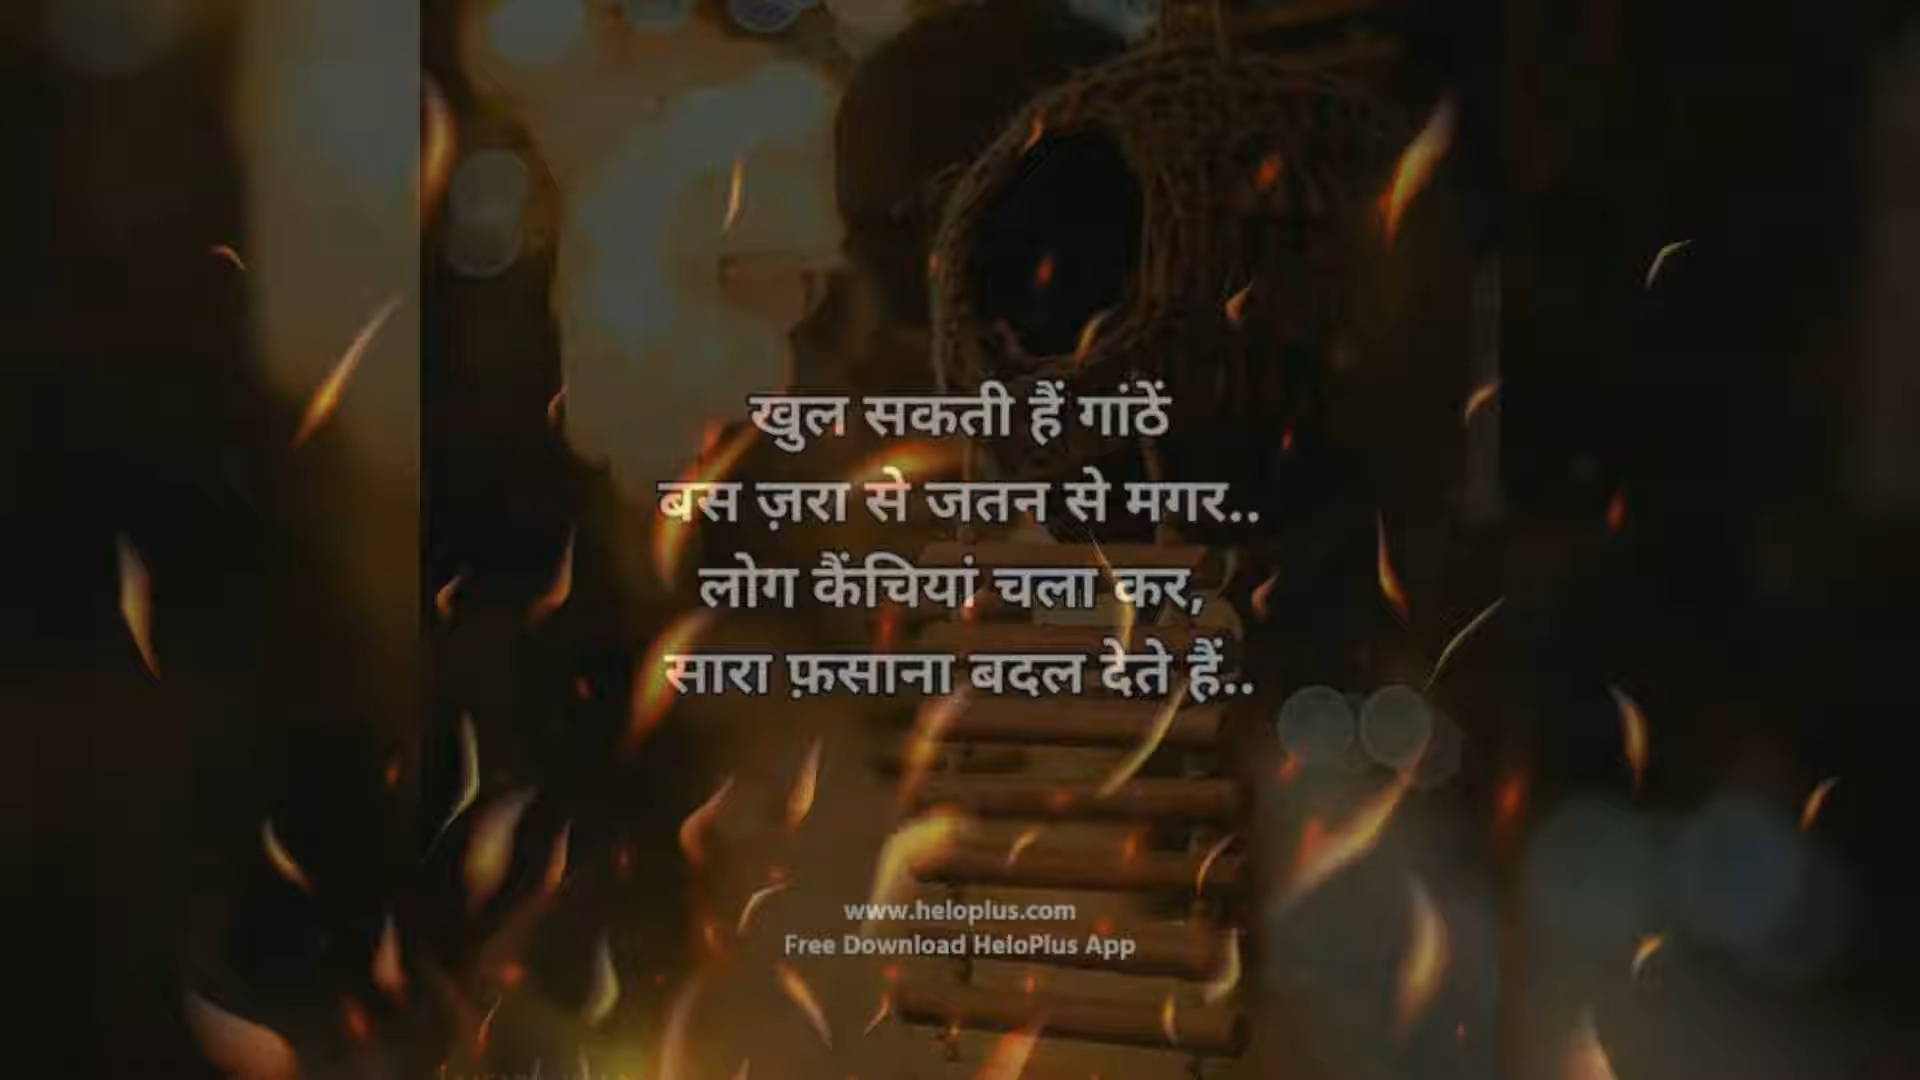 खुल सकती हैं गांठें
बस ज़रा से जतन से मगर..
लोग कैंचियां चला कर,
सारा फ़साना बदल देते हैं..
www.heloplus.com
Free Download HeloPlus App